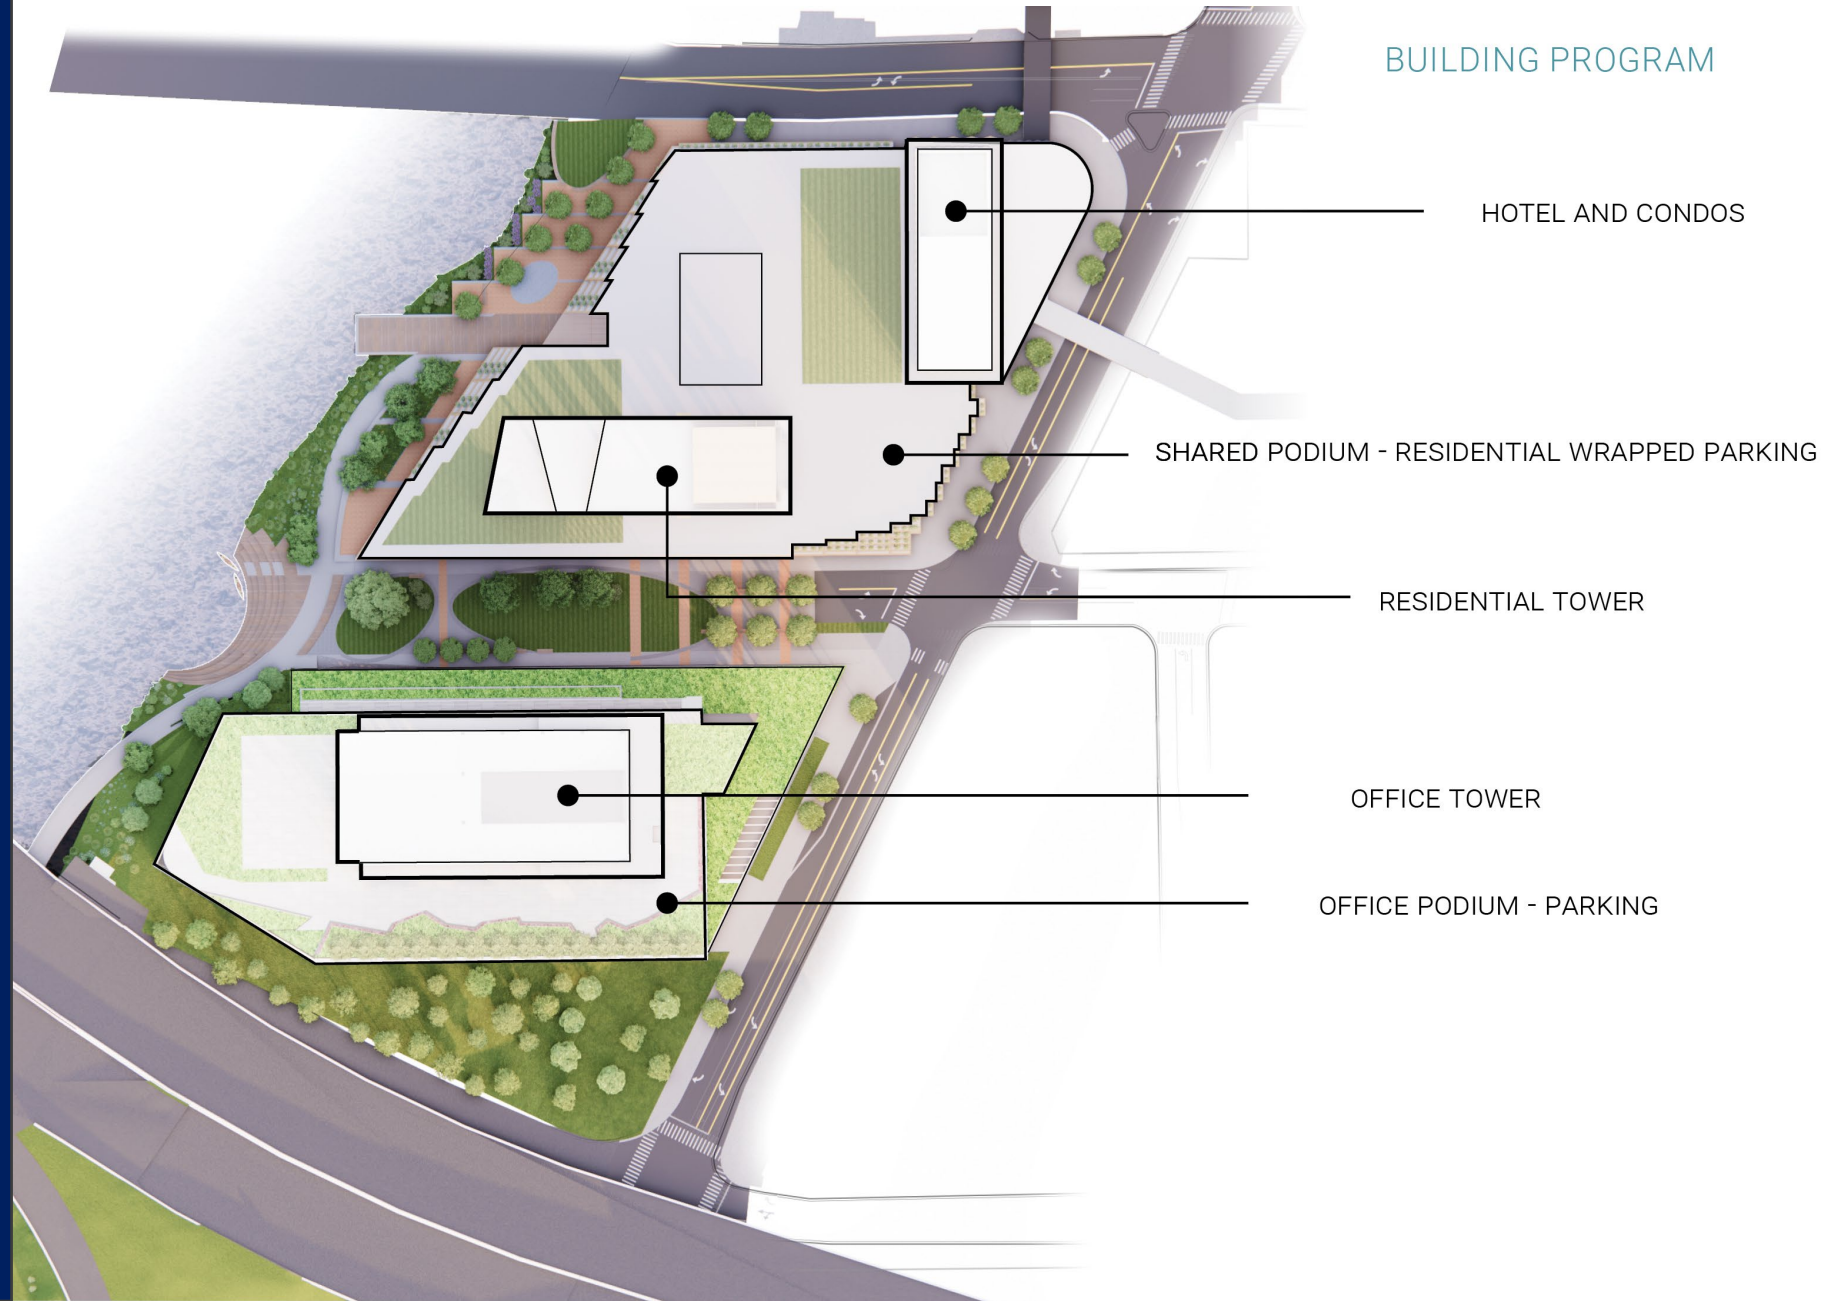 BUILDING PROGRAM
HOTEL AND CONDOS
SHARED PODIUM - RESIDENTIAL WRAPPED PARKING
RESIDENTIAL TOWER
OFFICE TOWER
OFFICE PODIUM - PARKING